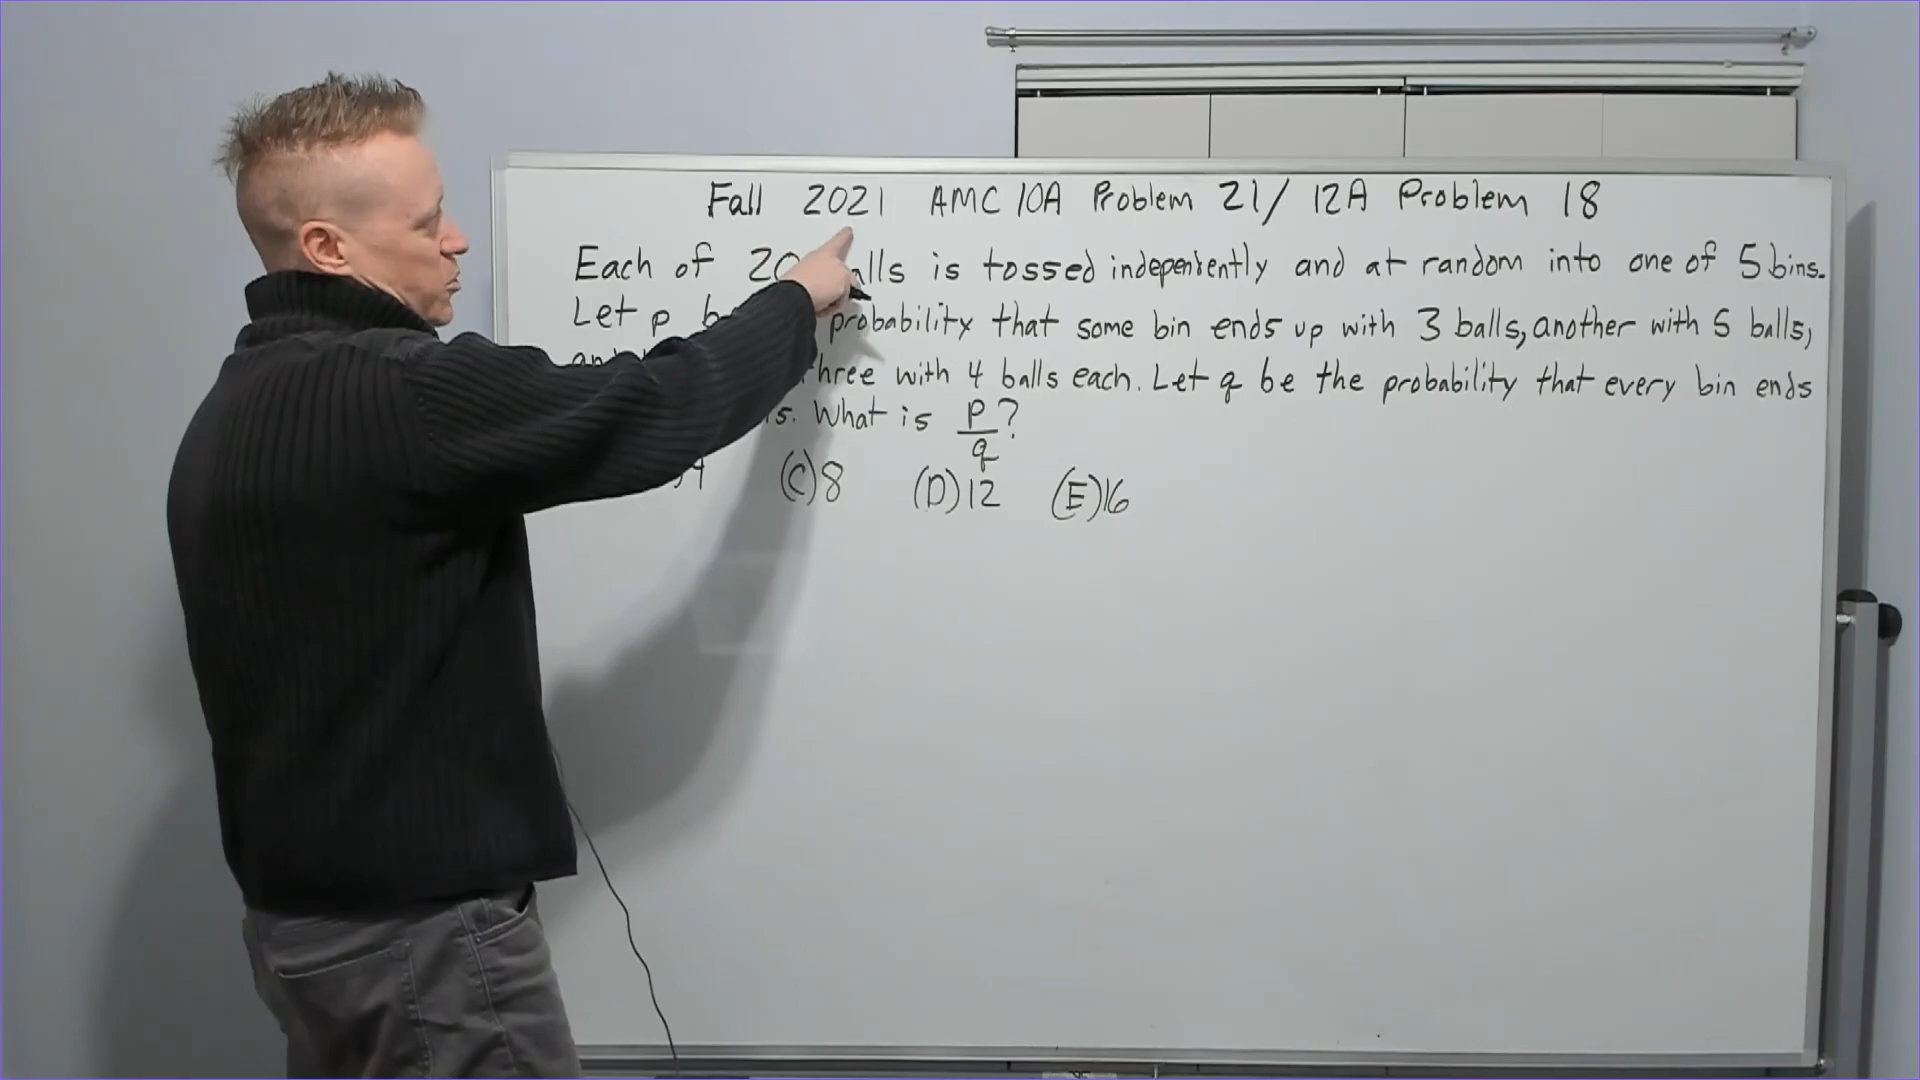 Fall 2021 AMC 10A Problem 21/ 12A Problem 18
Each of 20 balls is tossed independently and at random into one of 5 bins.
Let p probability that some bin ends up with 3 balls, another with 5 balls,
three with 4 balls each. Let q be the probability that every bin ends
What is p/q?
4 (C) 8 (D) 12 (E) 16